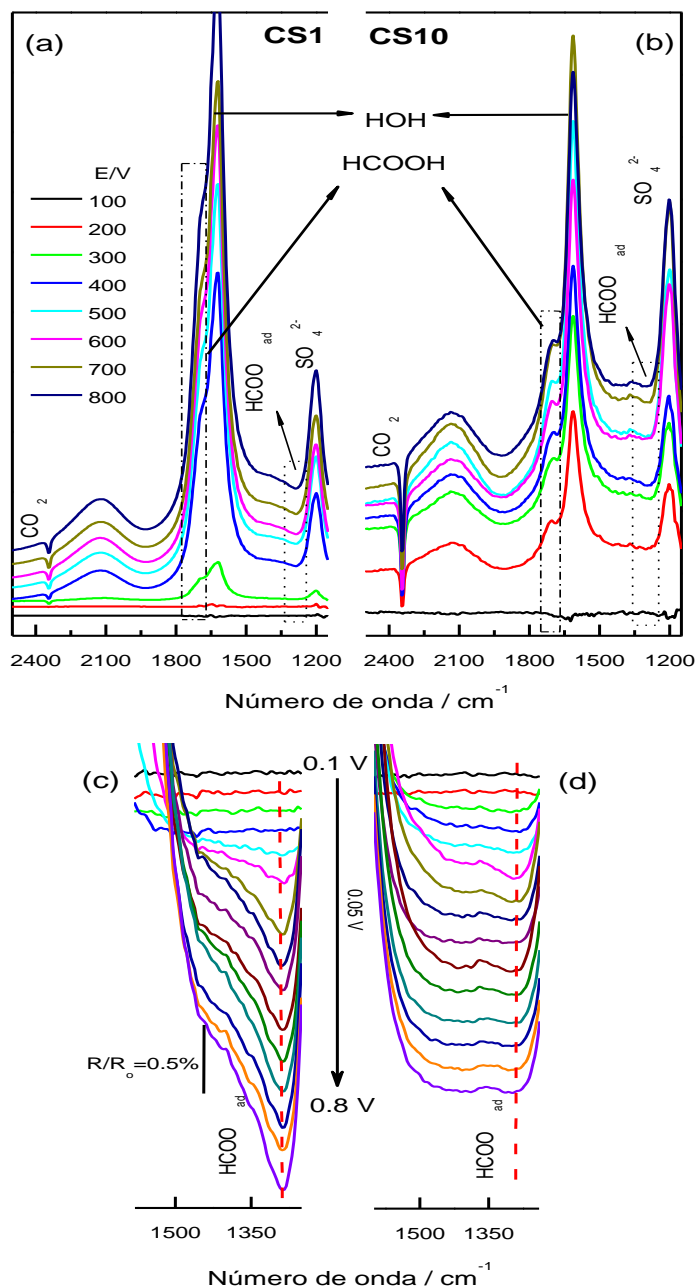 (a)
CS1
CS10
(b)
HOH
HCOOH
E/V
100
200
300
400
500
600
700
800
CO2
HCOOad
SO42-
CO2
HCOOad
SO42-
2400 2100 1800 1500 1200
2400 2100 1800 1500 1200
Número de onda / cm-1
(c)
0.1 V
(d)
0.05 V
R/Ro=0.5%
0.8 V
HCOOad
HCOOad
1500 1350
1500 1350
Número de onda / cm-1